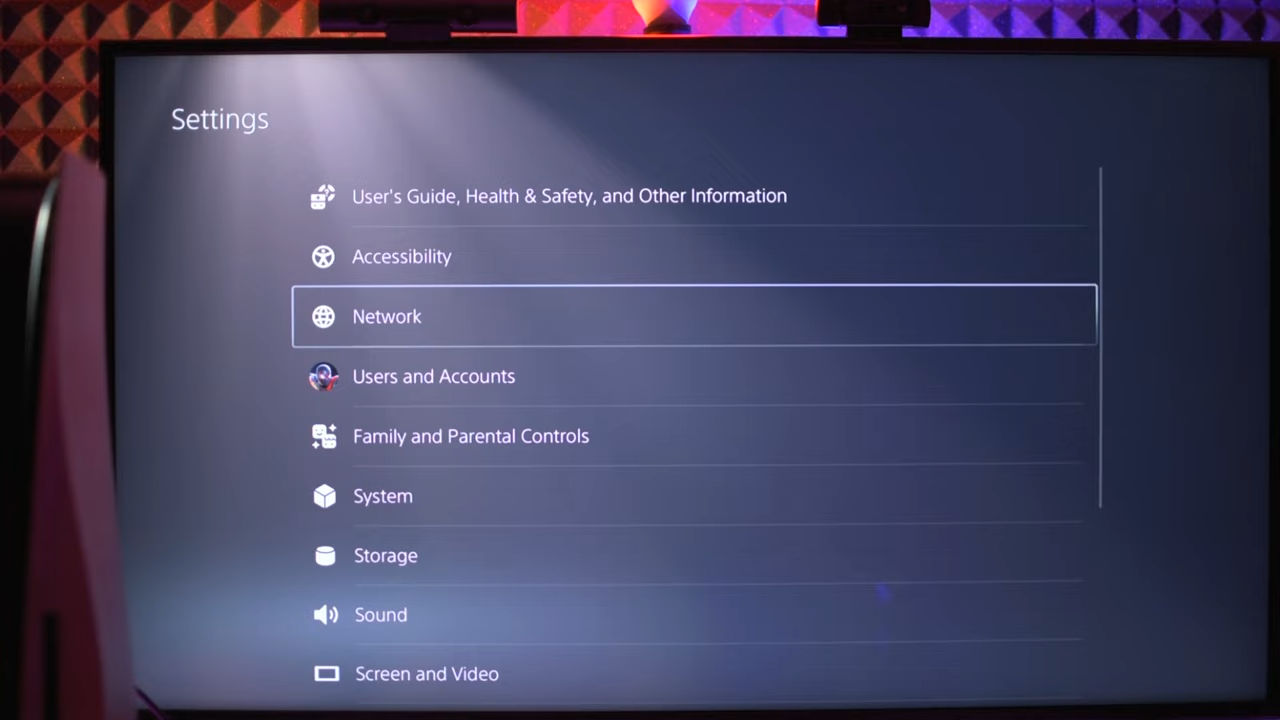 Settings
User's Guide, Health & Safety, and Other Information
Accessibility
Network
Users and Accounts
Family and Parental Controls
System
Storage
Sound
Screen and Video